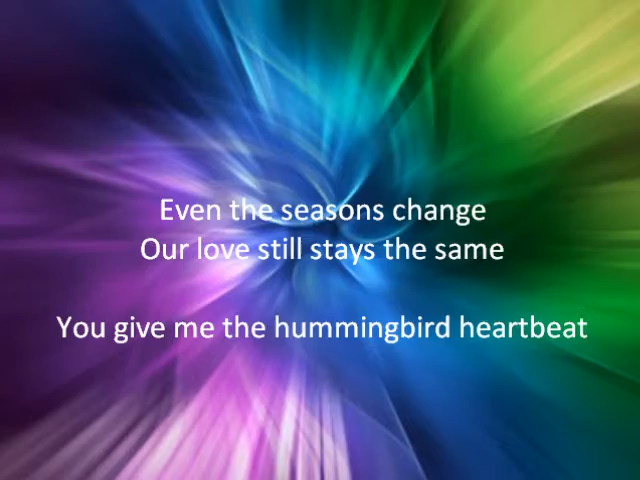 Even the seasons change
Our love still stays the same
You give me the hummingbird heartbeat